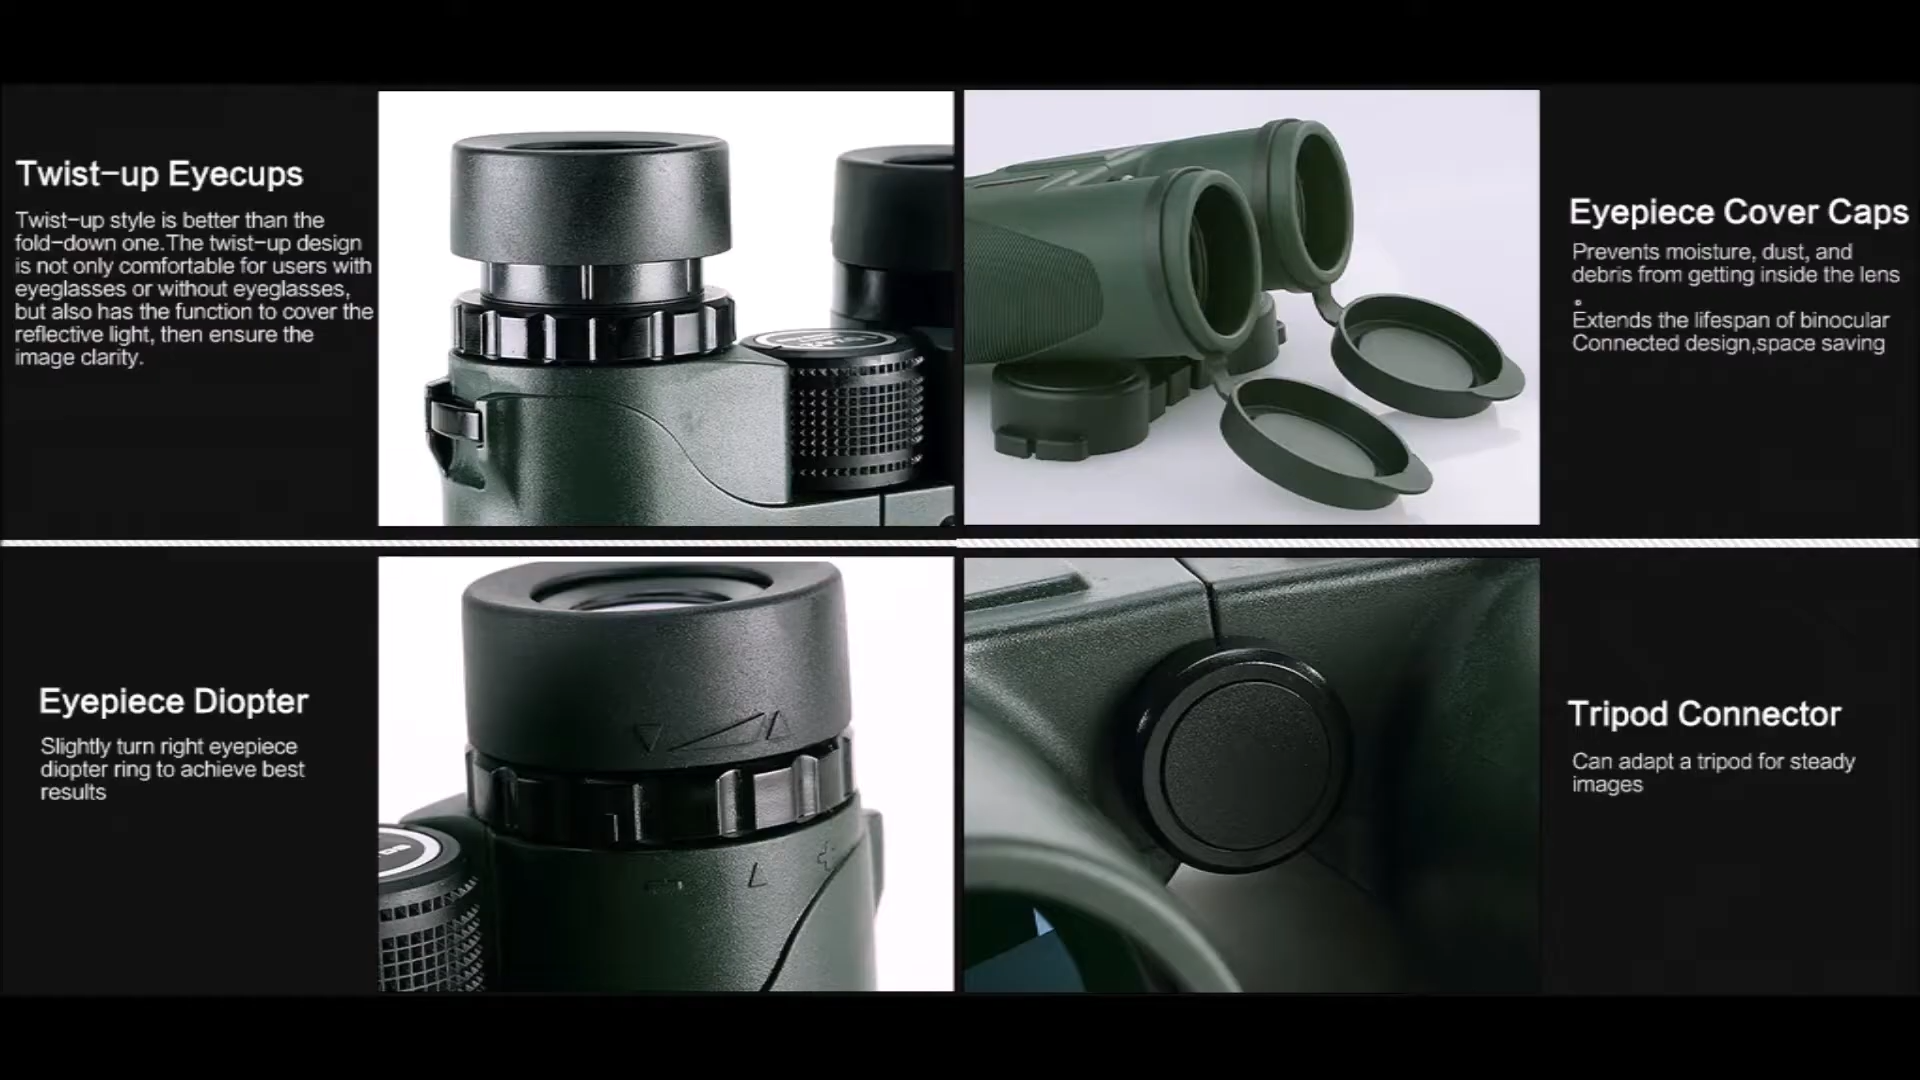 Twist-up Eyecups
Twist-up style is better than the
fold-down one.The twist-up design
is not only comfortable for users with
eyeglasses or without eyeglasses,
but also has the function to cover the
reflective light, then ensure the
image clarity.
Eyepiece Cover Caps
Prevents moisture, dust, and
debris from getting inside the lens
.
Extends the lifespan of binocular
Connected design,space saving
Eyepiece Diopter
Slightly turn right eyepiece
diopter ring to achieve best
results
Tripod Connector
Can adapt a tripod for steady
images